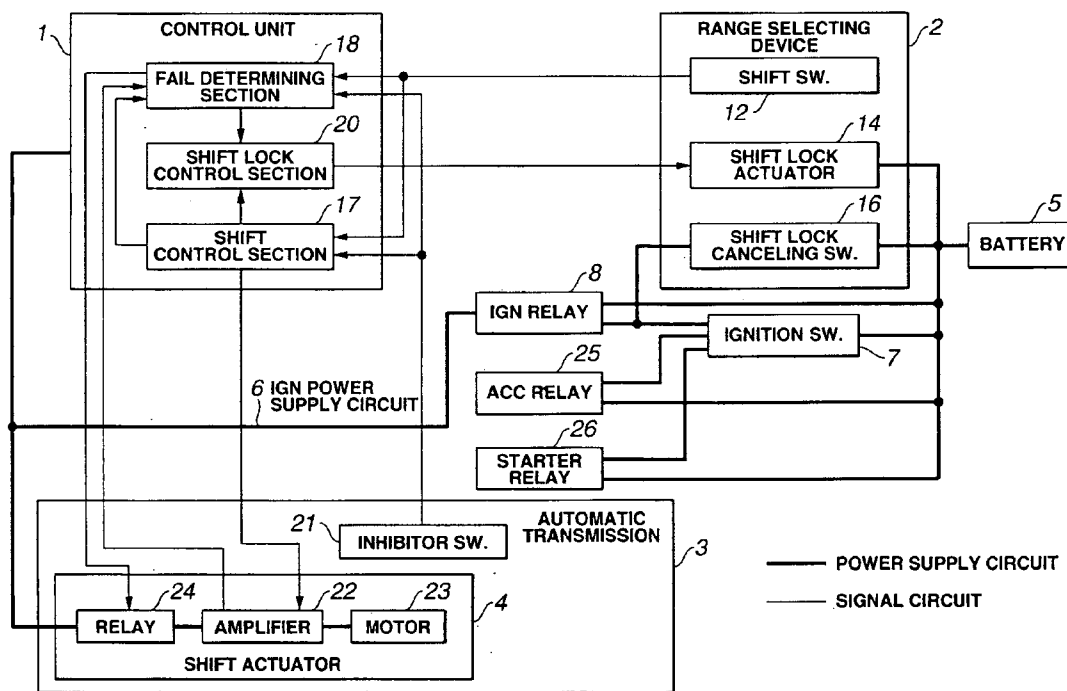 1
CONTROL UNIT
18
FAIL DETERMINING
SECTION
20
SHIFT LOCK
CONTROL SECTION
17
SHIFT
CONTROL SECTION
RANGE SELECTING
DEVICE
2
SHIFT SW.
12
14
SHIFT LOCK
ACTUATOR
16
SHIFT LOCK
CANCELING SW.
5
BATTERY
8
IGN RELAY
IGNITION SW.
7
25
ACC RELAY
6 IGN POWER
SUPPLY CIRCUIT
26
STARTER
RELAY
AUTOMATIC
TRANSMISSION
3
21
INHIBITOR SW.
24
RELAY
22
AMPLIFIER
23
MOTOR
4
SHIFT ACTUATOR
POWER SUPPLY CIRCUIT
SIGNAL CIRCUIT